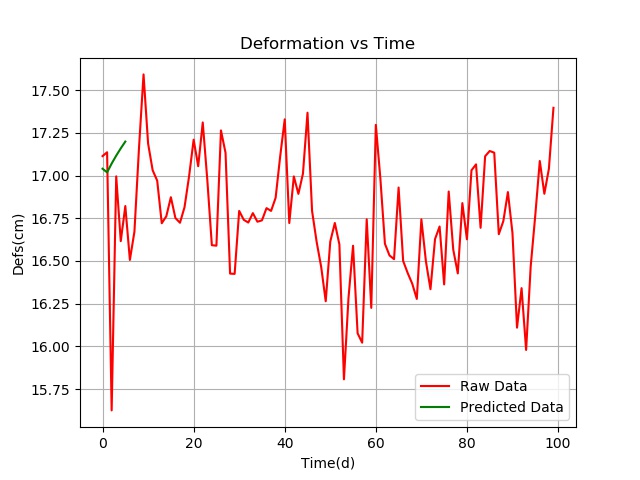 Deformation vs Time
17.50
17.25
17.00
16.75
16.50
16.25
16.00
15.75
Defs(cm)
0 20 40 60 80 100
Time(d)
Raw Data
Predicted Data